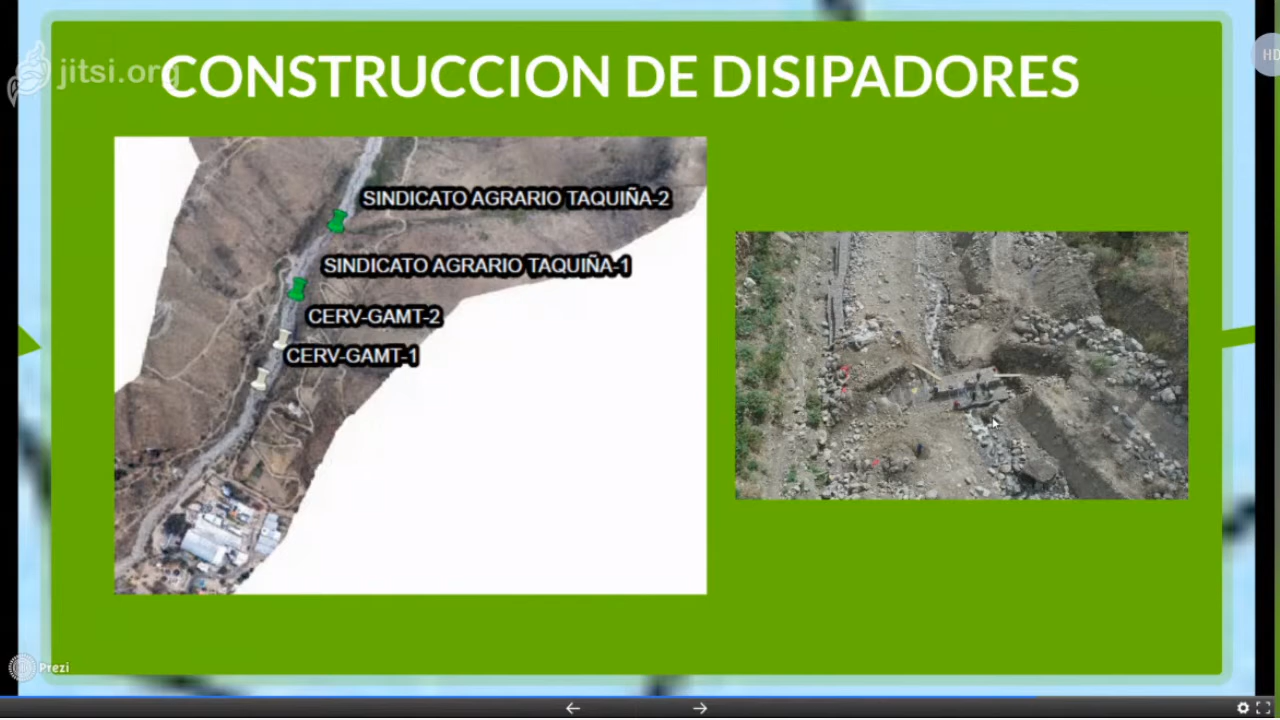 jitsi.org
HD
CONSTRUCCION DE DISIPADORES
SINDICATO AGRARIO TAQUIÑA-2
SINDICATO AGRARIO TAQUIÑA-1
CERV-GAMT-2
CERV-GAMT-1
Prezi